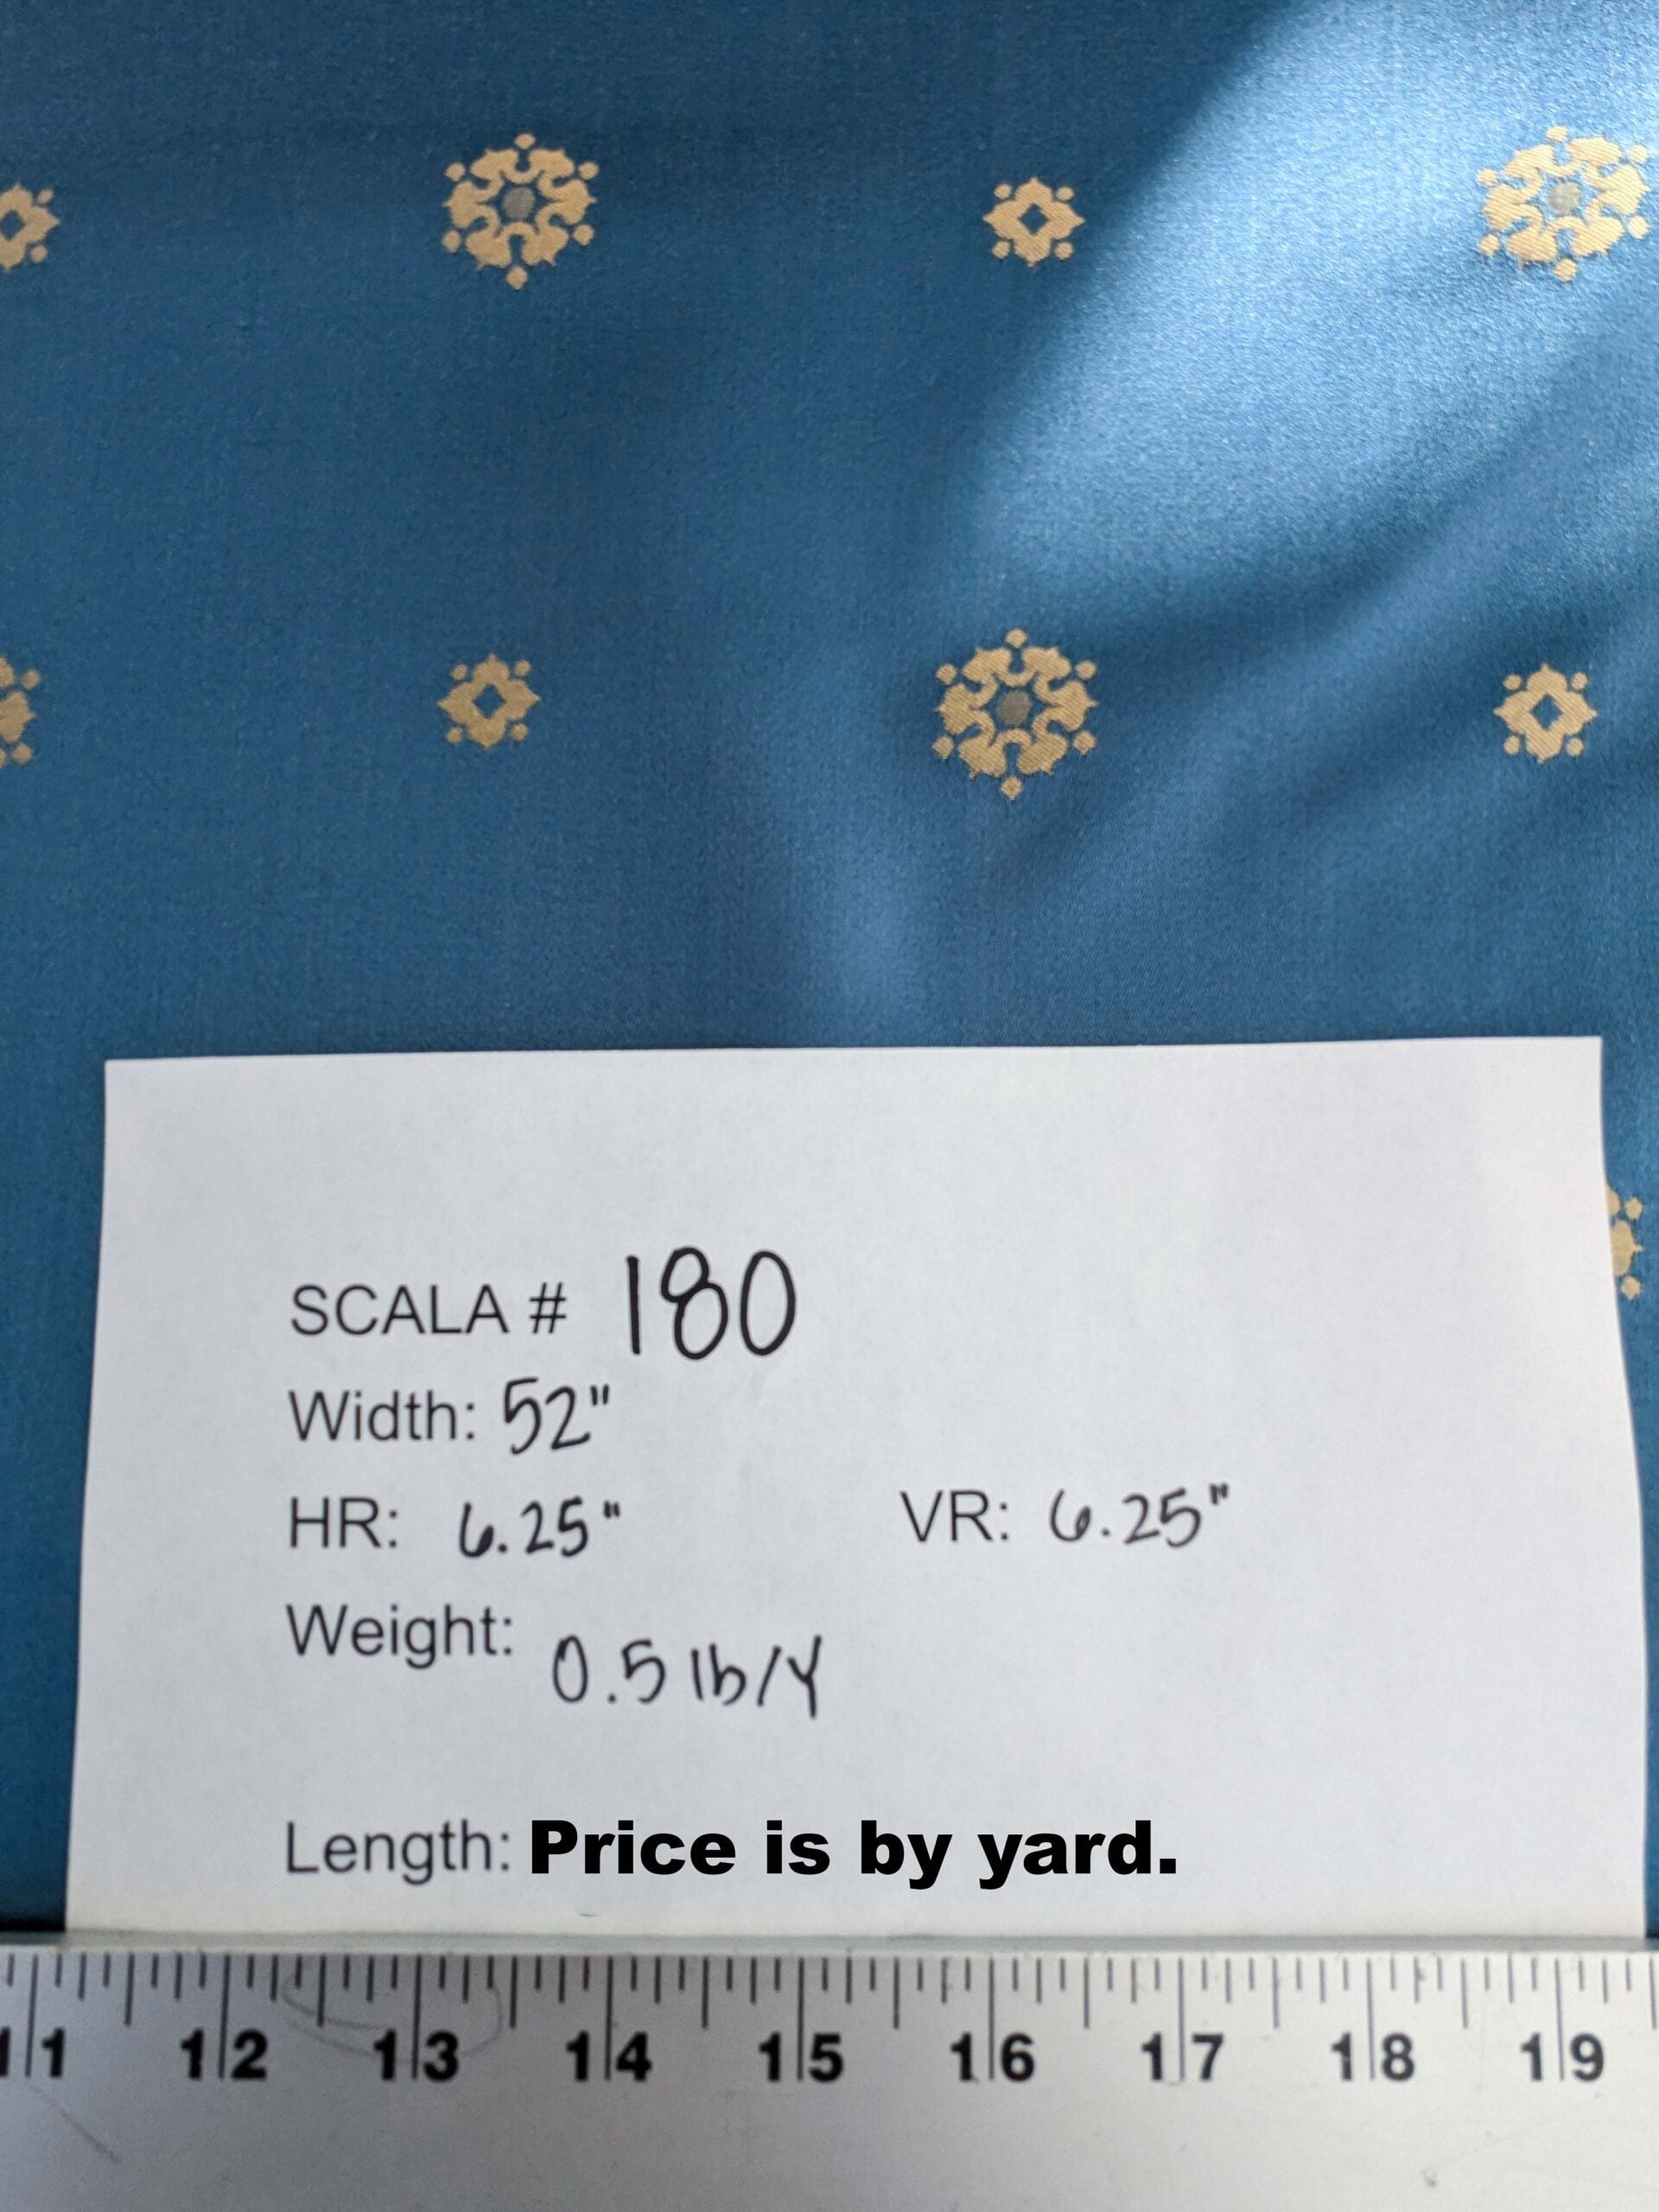 SCALA # 180
Width: 52"
HR: 6.25" VR: 6.25"
Weight: 0.5 lb/Y
Length: Price is by yard.
11 12 13 14 15 16 17 18 19